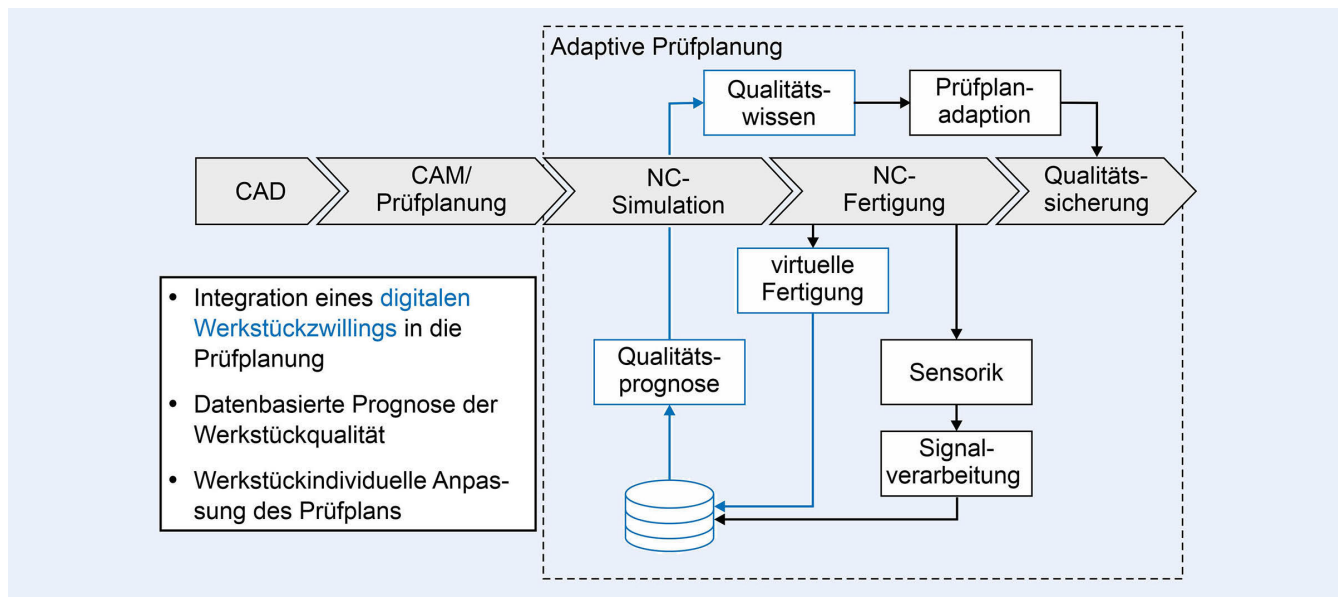 Adaptive Prüfplanung
Qualitäts-
wissen
Prüfplan-
adaption
CAD
CAM/
Prüfplanung
NC-
Simulation
NC-
Fertigung
Qualitäts-
sicherung
virtuelle
Fertigung
• Integration eines digitalen
Werkstückzwillings in die
Prüfplanung
• Datenbasierte Prognose der
Werkstückqualität
• Werkstückindividuelle Anpas-
sung des Prüfplans
Qualitäts-
prognose
Sensorik
Signal-
verarbeitung